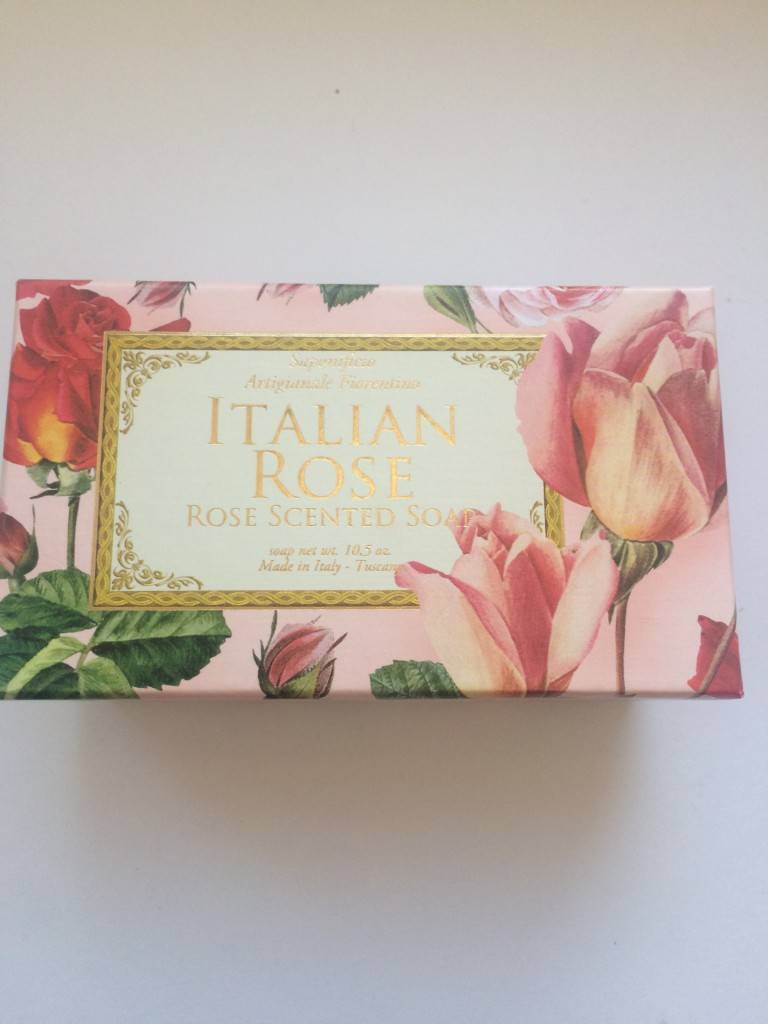 Saponificio
Artigianale Fiorentino
ITALIAN
ROSE
ROSE SCENTED SOAP
soap net wt. 10.5 oz.
Made in Italy - Tuscany